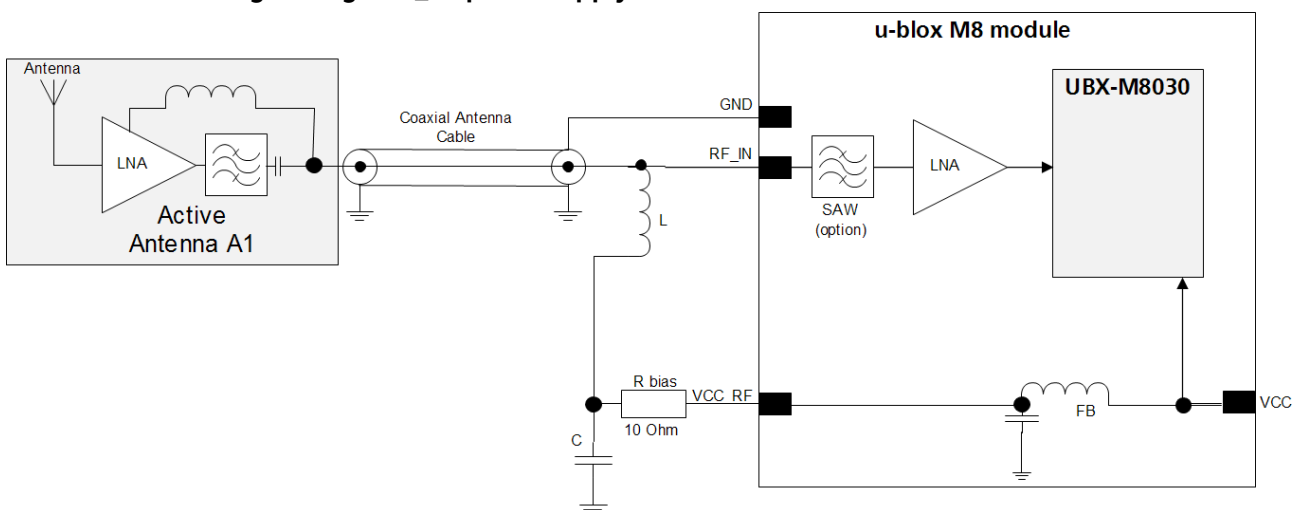 u-blox M8 module
Antenna
LNA
Active
Antenna A1
Coaxial Antenna
Cable
GND
RF_IN
SAW
(option)
LNA
UBX-M8030
L
R bias
10 Ohm
VCC_RF
C
FB
VCC